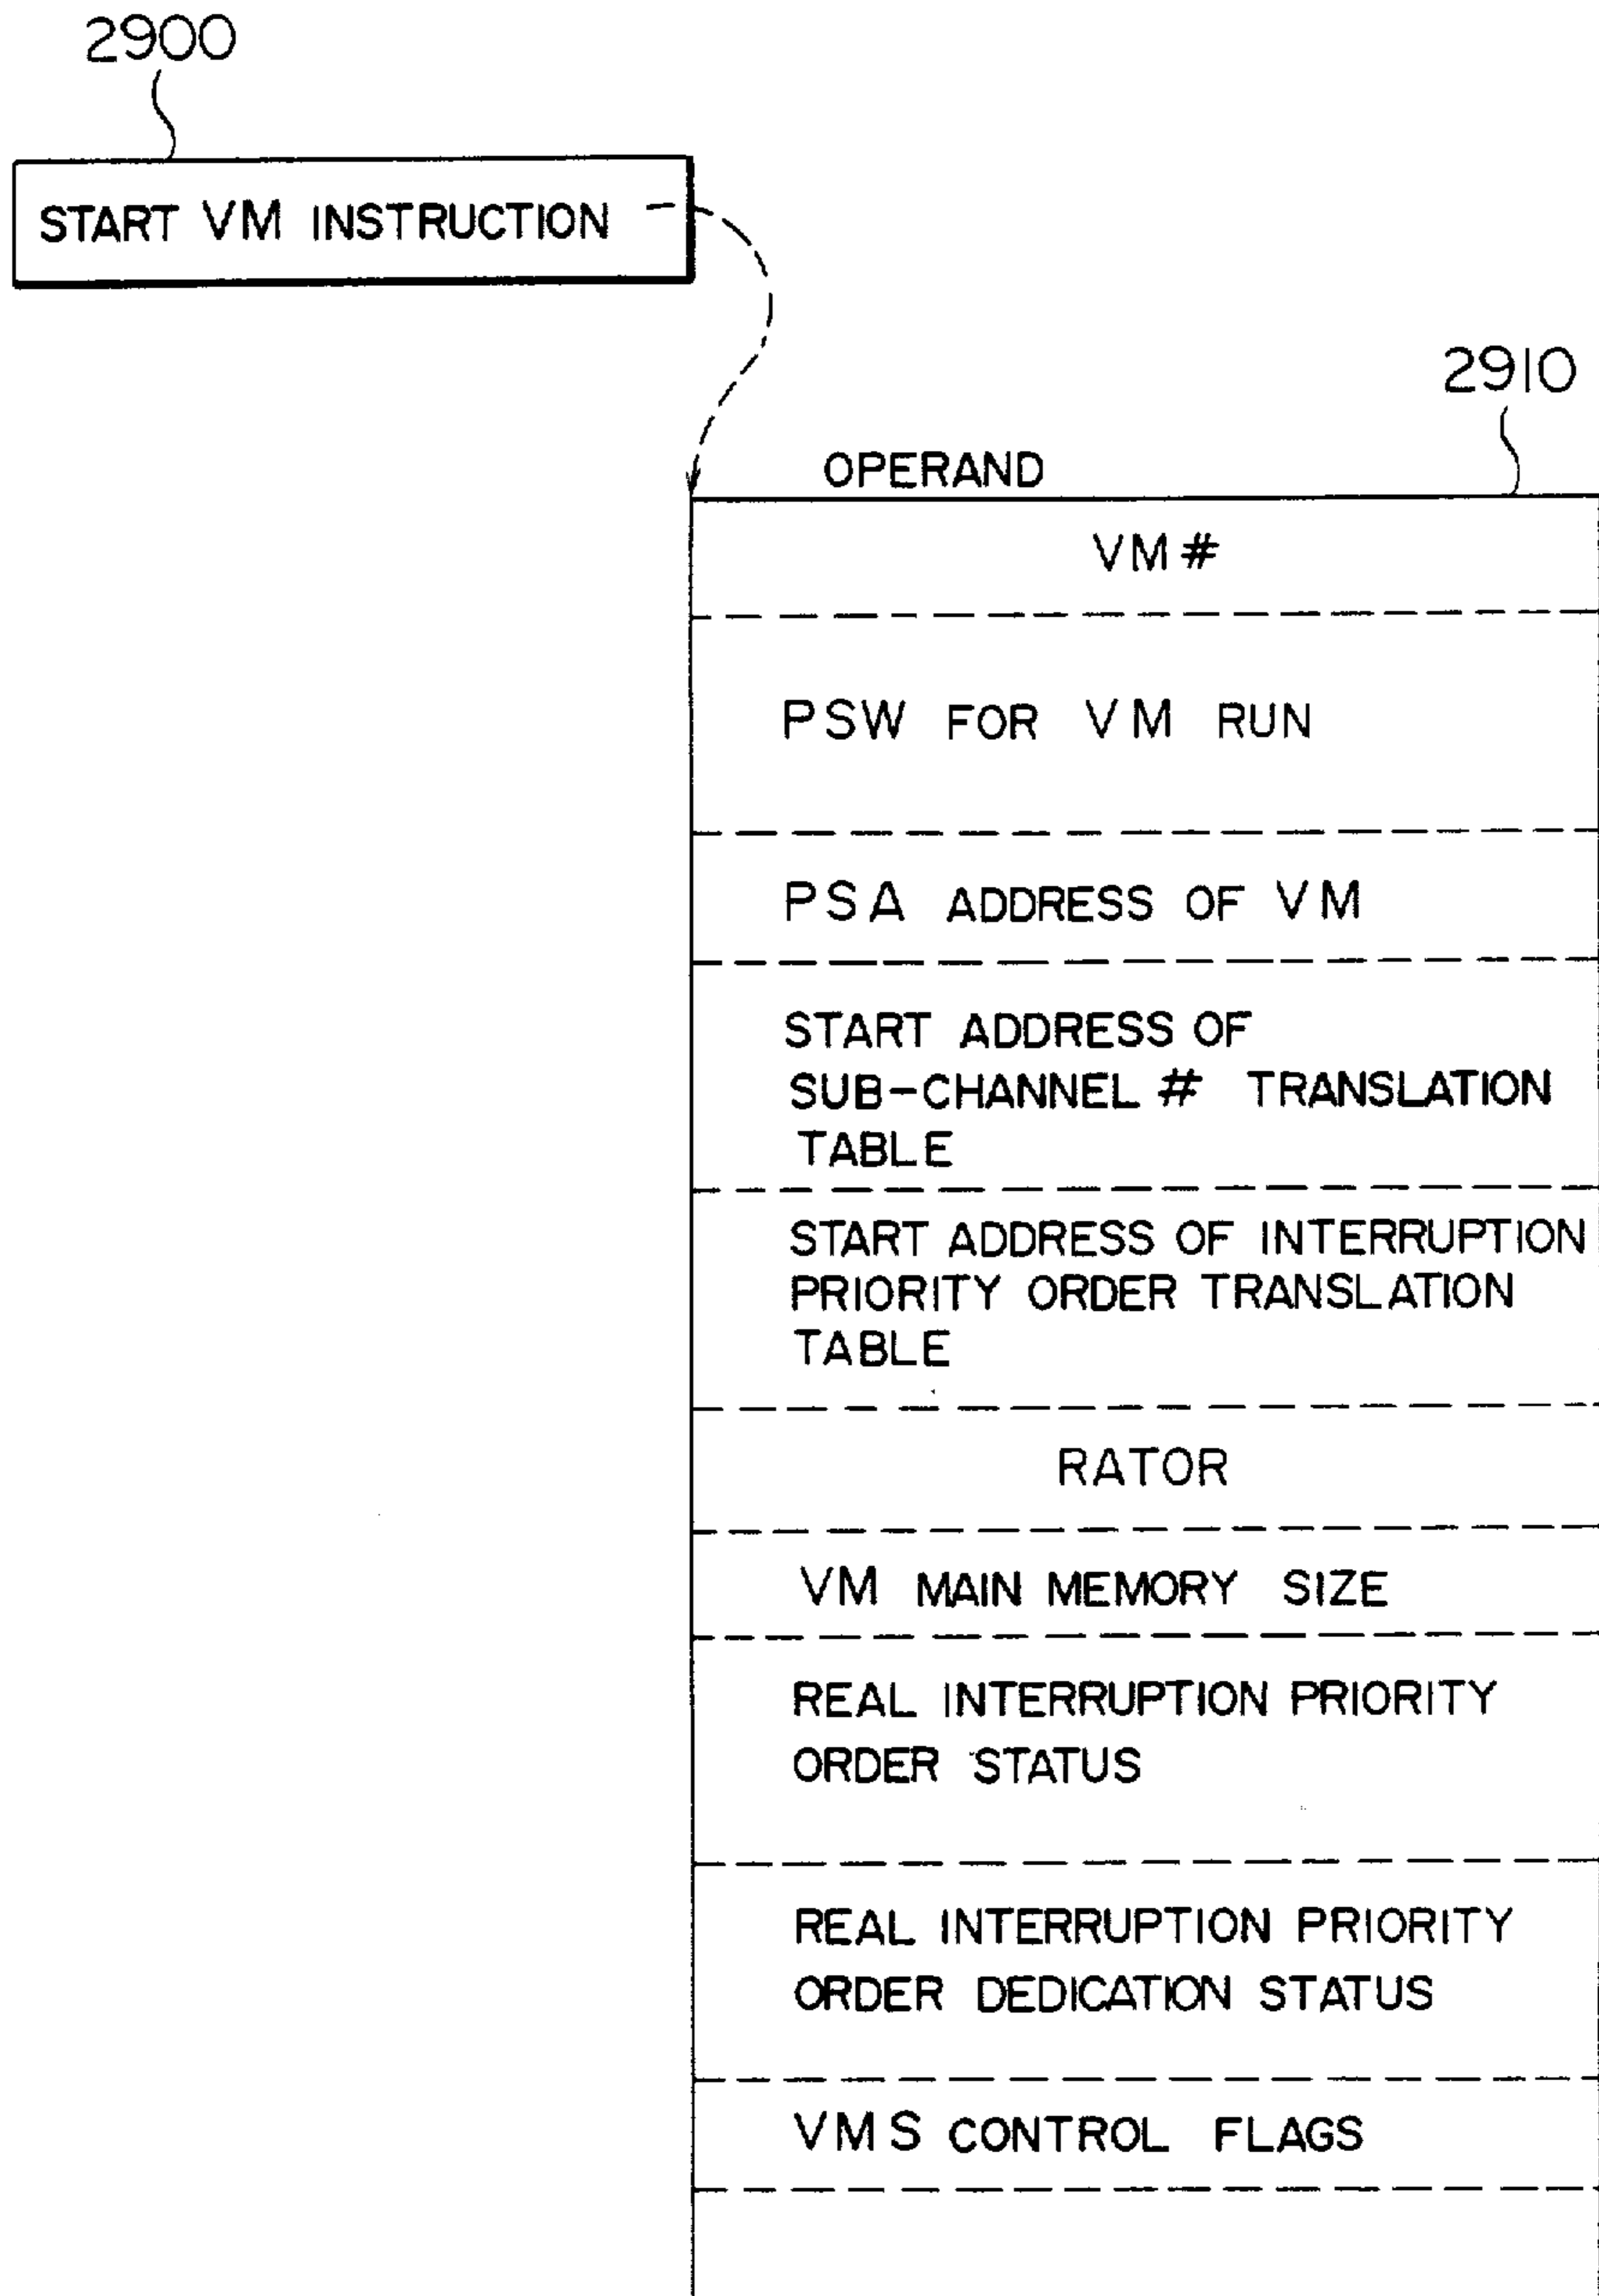 2900
START VM INSTRUCTION
2910
OPERAND
VM#
PSW FOR VM RUN
PSA ADDRESS OF VM
START ADDRESS OF
SUB-CHANNEL # TRANSLATION
TABLE
START ADDRESS OF INTERRUPTION
PRIORITY ORDER TRANSLATION
TABLE
RATOR
VM MAIN MEMORY SIZE
REAL INTERRUPTION PRIORITY
ORDER STATUS
REAL INTERRUPTION PRIORITY
ORDER DEDICATION STATUS
VMS CONTROL FLAGS